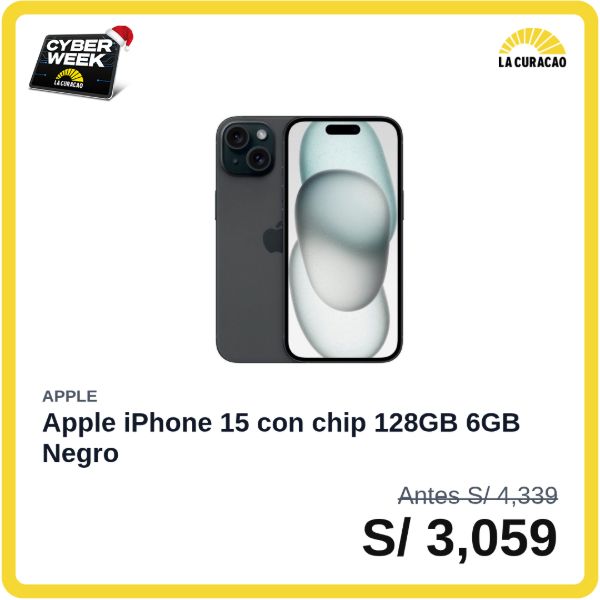 CYBER
WEEK
LA CURACAO
LA CURACAO
APPLE
Apple iPhone 15 con chip 128GB 6GB
Negro
Antes S/ 4,339
S/ 3,059